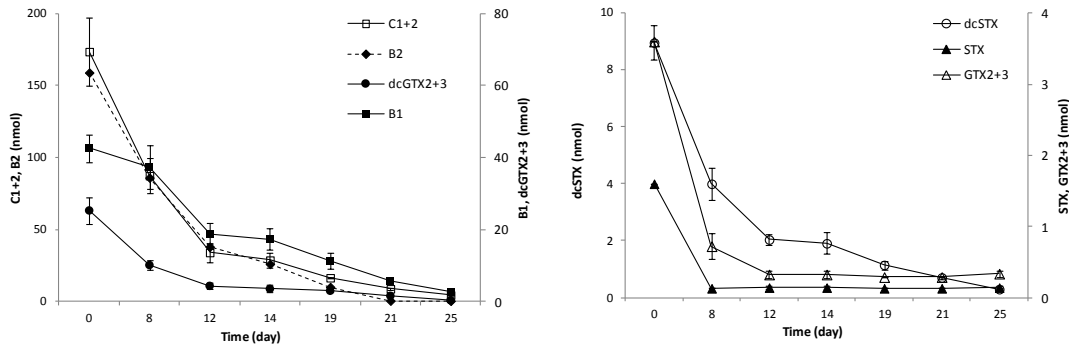 200
150
100
50
0
C1+2, B2 (nmol)
80
60
40
20
0
B1, dcGTX2+3 (nmol)
C1+2
B2
dcGTX2+3
B1
0 8 12 14 19 21 25
Time (day)
10
8
6
4
2
0
dcSTX (nmol)
4
3
2
1
0
STX, GTX2+3 (nmol)
dcSTX
STX
GTX2+3
0 8 12 14 19 21 25
Time (day)